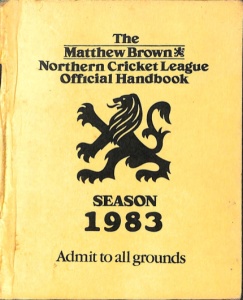 The
Matthew Brown
Northern Cricket League
Official Handbook
SEASON
1983
Admit to all grounds